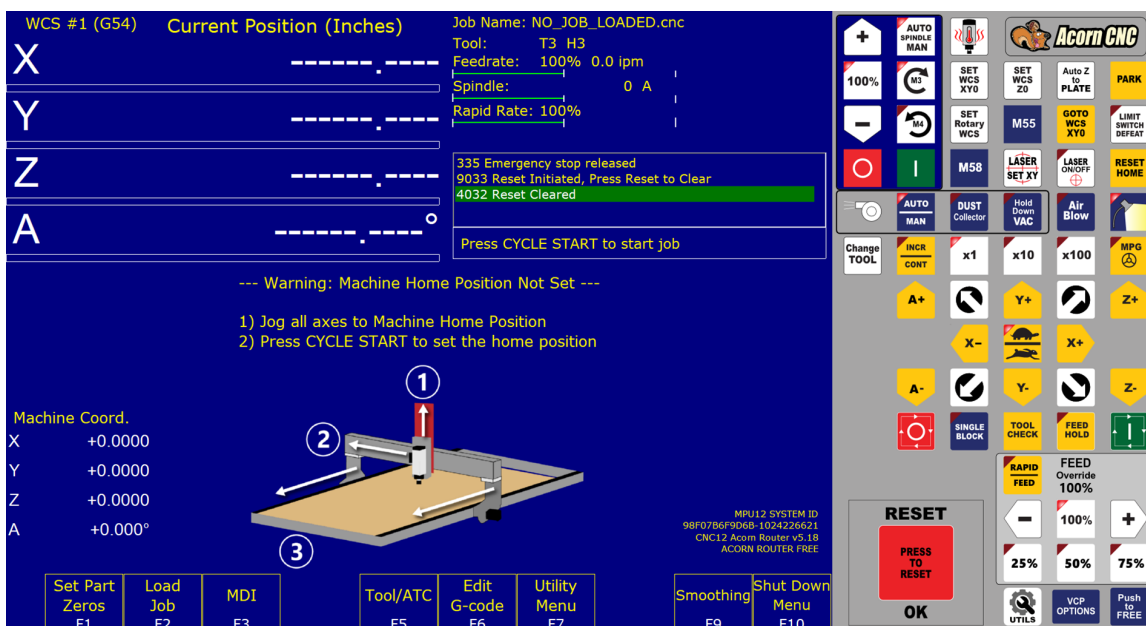 WCS #1 (G54)
Current Position (Inches)
X
------.----
Y
------.----
Z
------.----
A
------.----°
Job Name: NO_JOB_LOADED.cnc
Tool: T3 H3
Feedrate: 100% 0.0 ipm
Spindle: 0 A
Rapid Rate: 100%
335 Emergency stop released
9033 Reset Initiated, Press Reset to Clear
4032 Reset Cleared
Press CYCLE START to start job
--- Warning: Machine Home Position Not Set ---
1) Jog all axes to Machine Home Position
2) Press CYCLE START to set the home position
1
2
3
Machine Coord.
X +0.0000
Y +0.0000
Z +0.0000
A +0.000°
MPU12 SYSTEM ID
98F07B6F9D6B-1024226621
CNC12 Acorn Router v5.18
ACORN ROUTER FREE
Set Part
Zeros
F1
Load
Job
F2
MDI
F3
Tool/ATC
F5
Edit
G-code
F6
Utility
Menu
F7
Smoothing
F9
Shut Down
Menu
F10
+
AUTO
SPINDLE
MAN
Acorn CNC
100%
M3
SET
WCS
XY0
SET
WCS
Z0
Auto Z
to
PLATE
PARK
-
M4
SET
Rotary
WCS
M55
GOTO
WCS
XY0
LIMIT
SWITCH
DEFEAT
M58
LASER
SET XY
LASER
ON/OFF
RESET
HOME
AUTO
MAN
DUST
Collector
Hold
Down
VAC
Air
Blow
Change
TOOL
INCR
CONT
x1
x10
x100
MPG
A+
Y+
Z+
X-
X+
A-
Y-
Z-
SINGLE
BLOCK
TOOL
CHECK
FEED
HOLD
RAPID
FEED
FEED
Override
100%
-
100%
+
25%
50%
75%
RESET
PRESS
TO
RESET
OK
UTILS
VCP
OPTIONS
Push
to
FREE